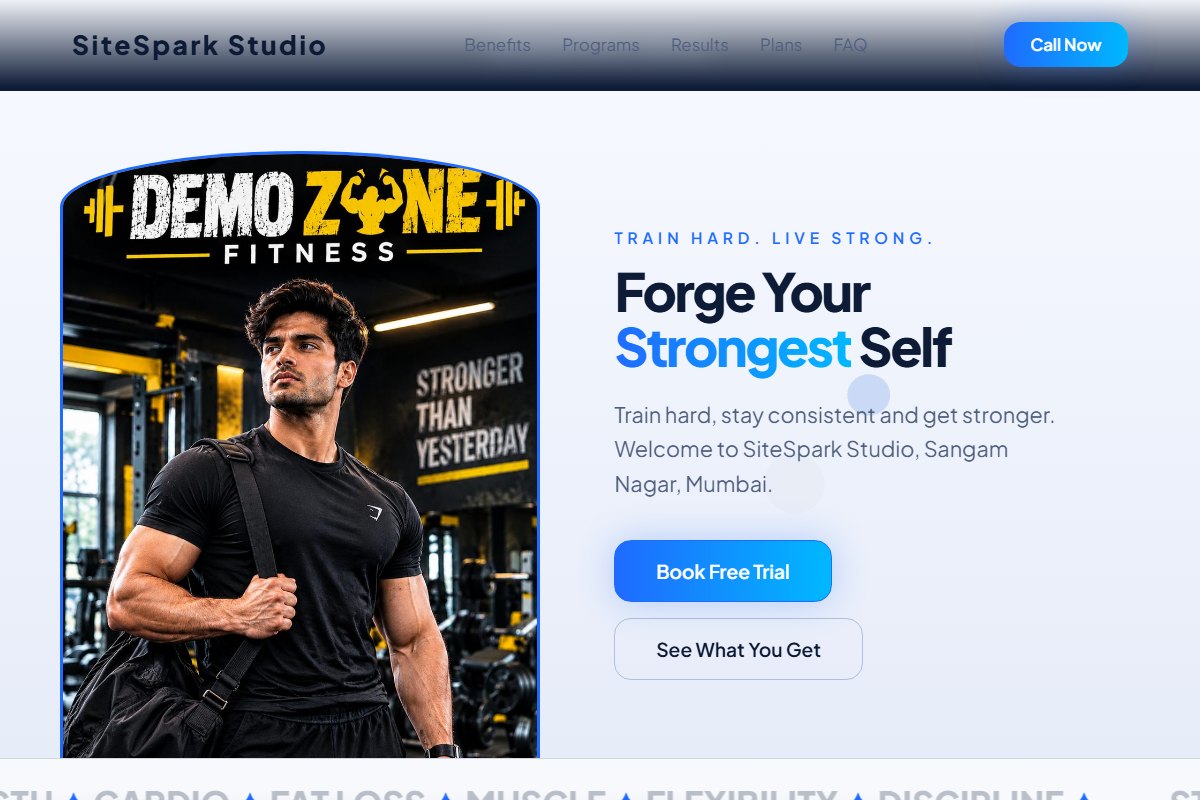 SiteSpark Studio
Benefits Programs Results Plans FAQ
Call Now
DEMO ZONE
FITNESS
STRONGER
THAN
YESTERDAY
TRAIN HARD. LIVE STRONG.
Forge Your
Strongest Self
Train hard, stay consistent and get stronger.
Welcome to SiteSpark Studio, Sangam
Nagar, Mumbai.
Book Free Trial
See What You Get
CARDIO FAT LOSS MUSCLE FLEXIBILITY DISCIPLINE